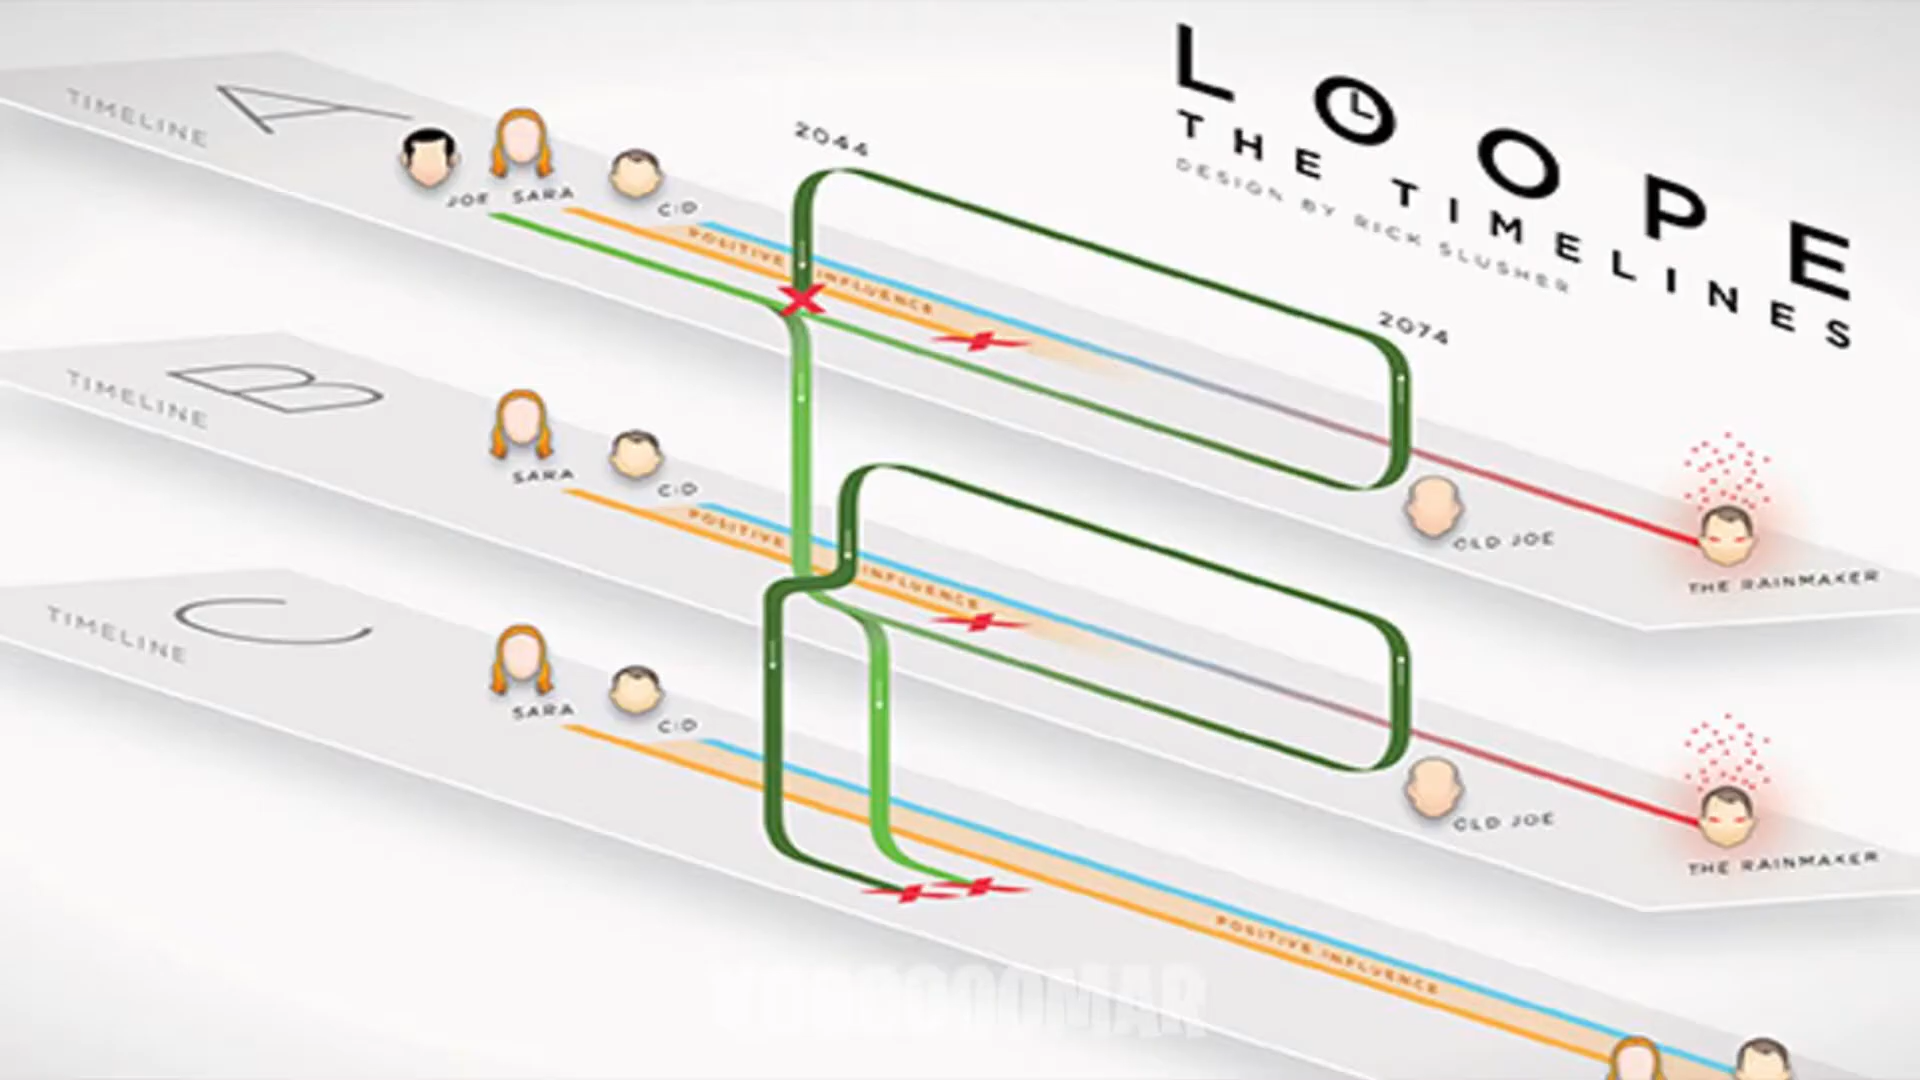 LOOPE
THE TIMELINES
DESIGN BY RICK SLUSHER
TIMELINE A
JOE SARA
CID
2044
POSITIVE INFLUENCE
2074
OLD JOE
THE RAINMAKER
TIMELINE B
SARA
CID
POSITIVE INFLUENCE
OLD JOE
THE RAINMAKER
TIMELINE C
SARA
CID
POSITIVE INFLUENCE